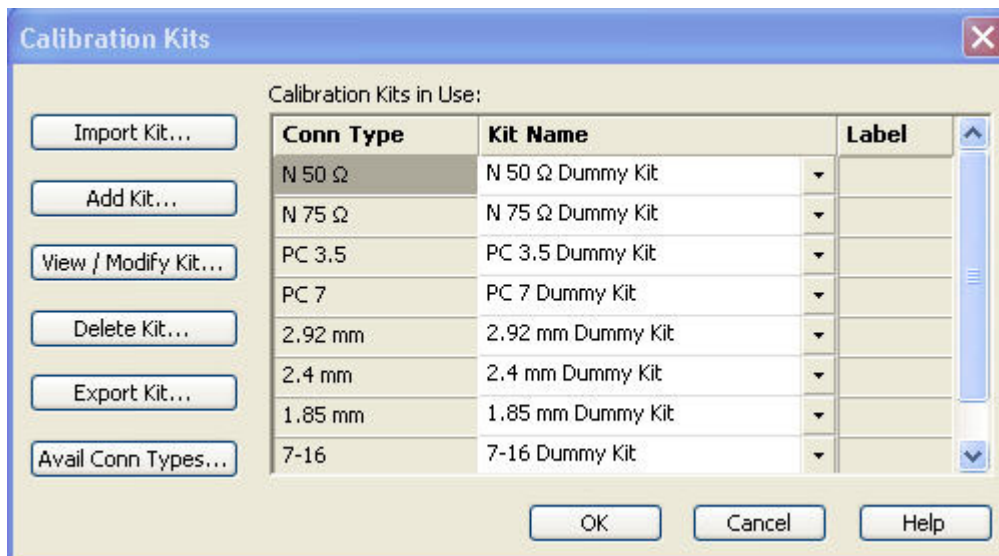 Calibration Kits
Import Kit...
Add Kit...
View / Modify Kit...
Delete Kit...
Export Kit...
Avail Conn Types...
Calibration Kits in Use:
Conn Type Kit Name Label
N 50 Ω N 50 Ω Dummy Kit
N 75 Ω N 75 Ω Dummy Kit
PC 3.5 PC 3.5 Dummy Kit
PC 7 PC 7 Dummy Kit
2.92 mm 2.92 mm Dummy Kit
2.4 mm 2.4 mm Dummy Kit
1.85 mm 1.85 mm Dummy Kit
7-16 7-16 Dummy Kit
OK Cancel Help